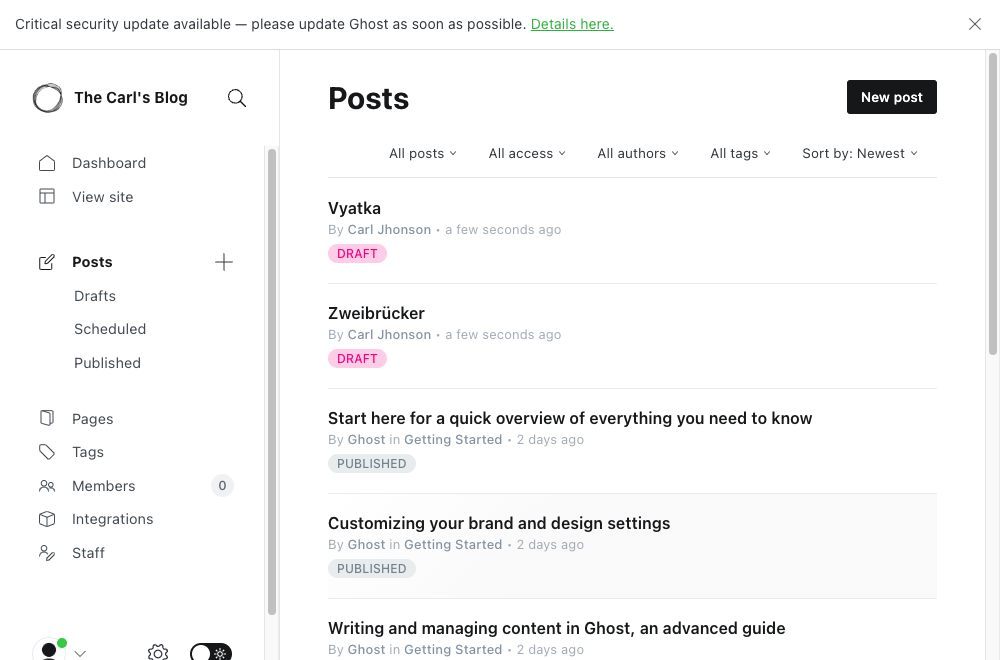 Critical security update available — please update Ghost as soon as possible. Details here.
The Carl's Blog
Dashboard
View site
Posts
Drafts
Scheduled
Published
Pages
Tags
Members 0
Integrations
Staff
Posts
New post
All posts All access All authors All tags Sort by: Newest
Vyatka
By Carl Jhonson • a few seconds ago
DRAFT
Zweibrücker
By Carl Jhonson • a few seconds ago
DRAFT
Start here for a quick overview of everything you need to know
By Ghost in Getting Started • 2 days ago
PUBLISHED
Customizing your brand and design settings
By Ghost in Getting Started • 2 days ago
PUBLISHED
Writing and managing content in Ghost, an advanced guide
By Ghost in Getting Started • 2 days ago